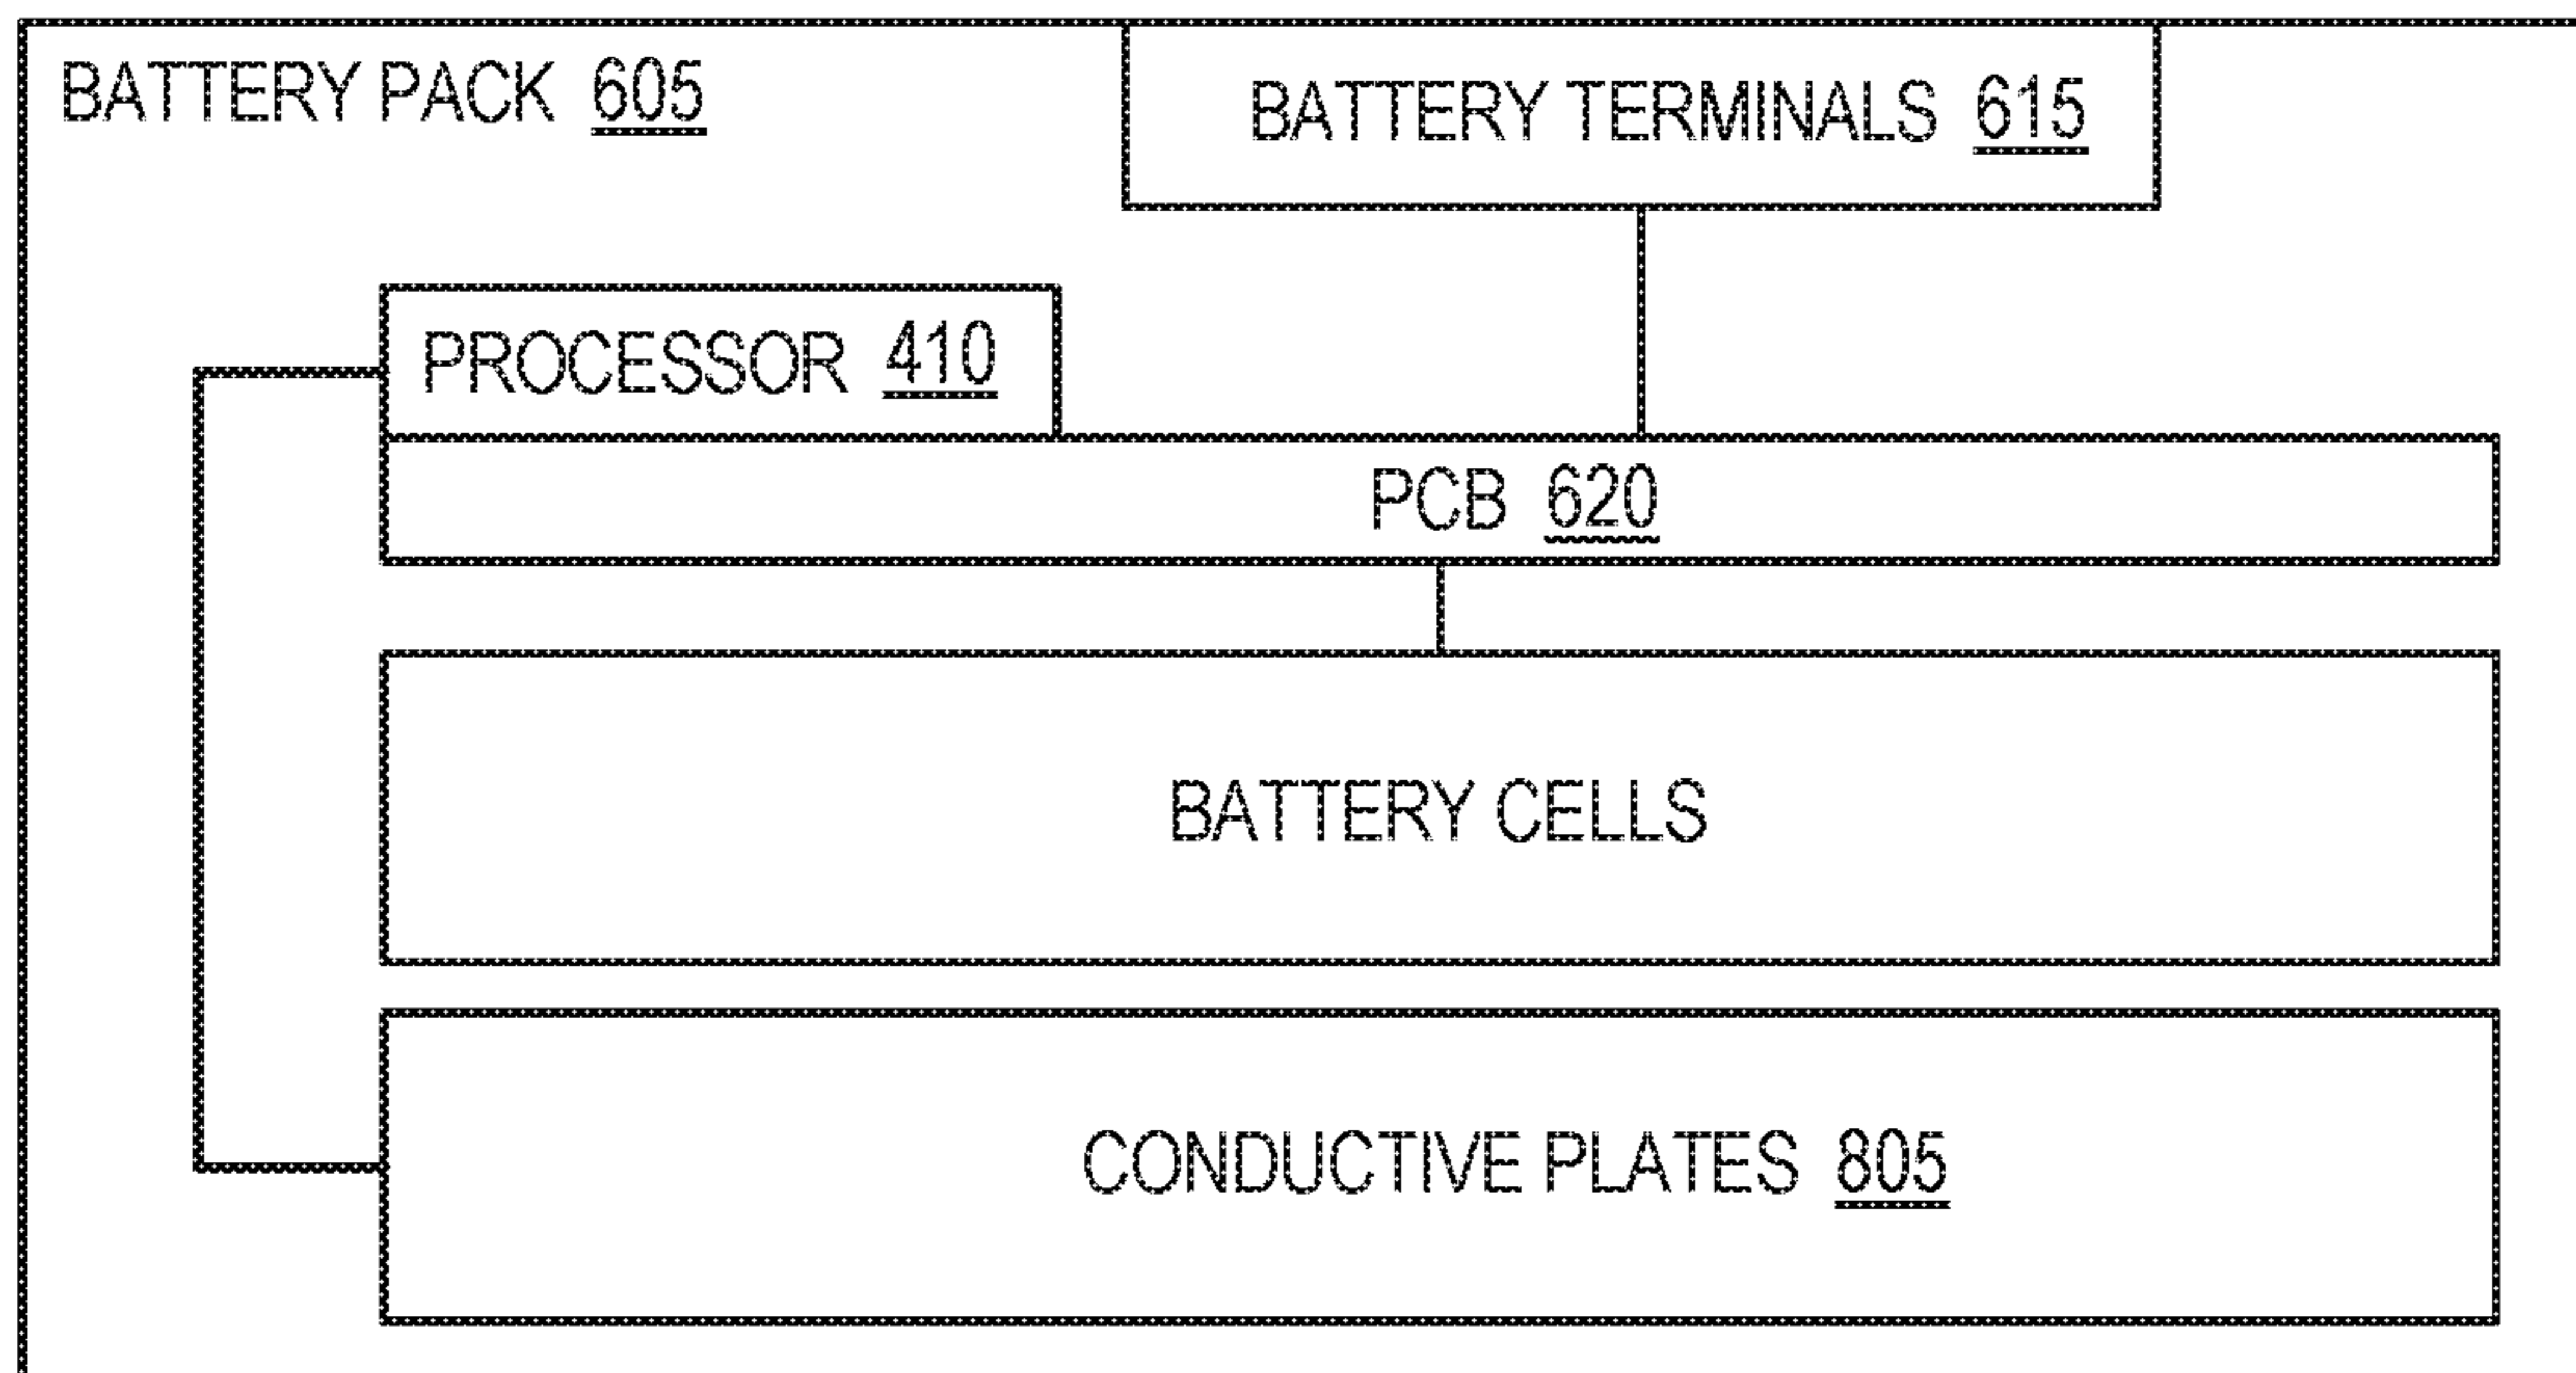 BATTERY PACK 605
BATTERY TERMINALS 615
PROCESSOR 410
PCB 620
BATTERY CELLS
CONDUCTIVE PLATES 805